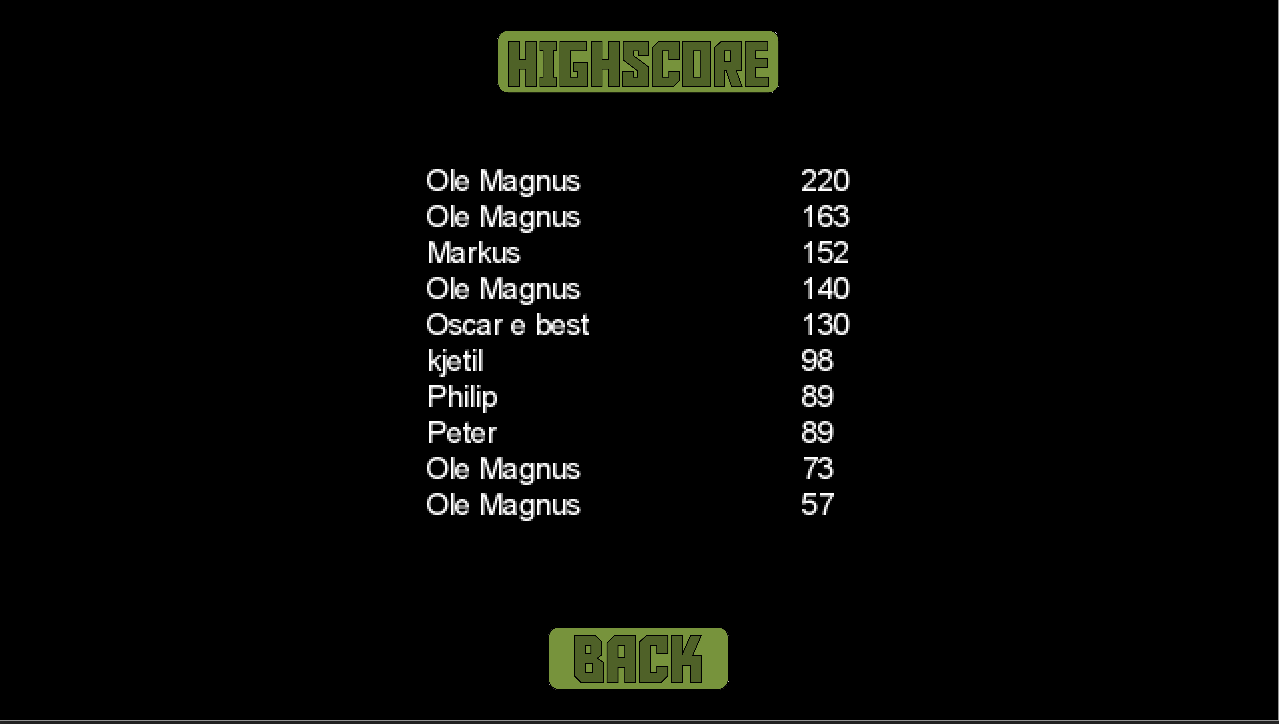 HIGHSCORE
Ole Magnus 220
Ole Magnus 163
Markus 152
Ole Magnus 140
Oscar e best 130
kjetil 98
Philip 89
Peter 89
Ole Magnus 73
Ole Magnus 57
BACK